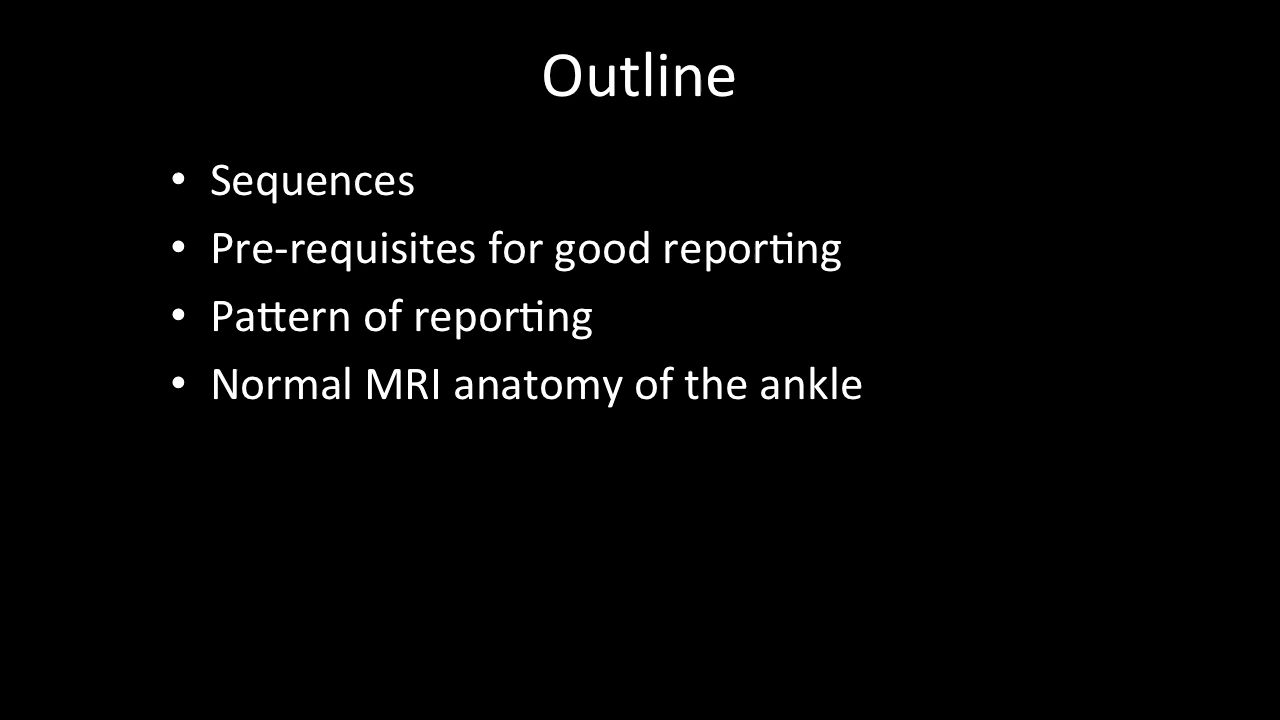 Outline
• Sequences
• Pre-requisites for good reporting
• Pattern of reporting
• Normal MRI anatomy of the ankle